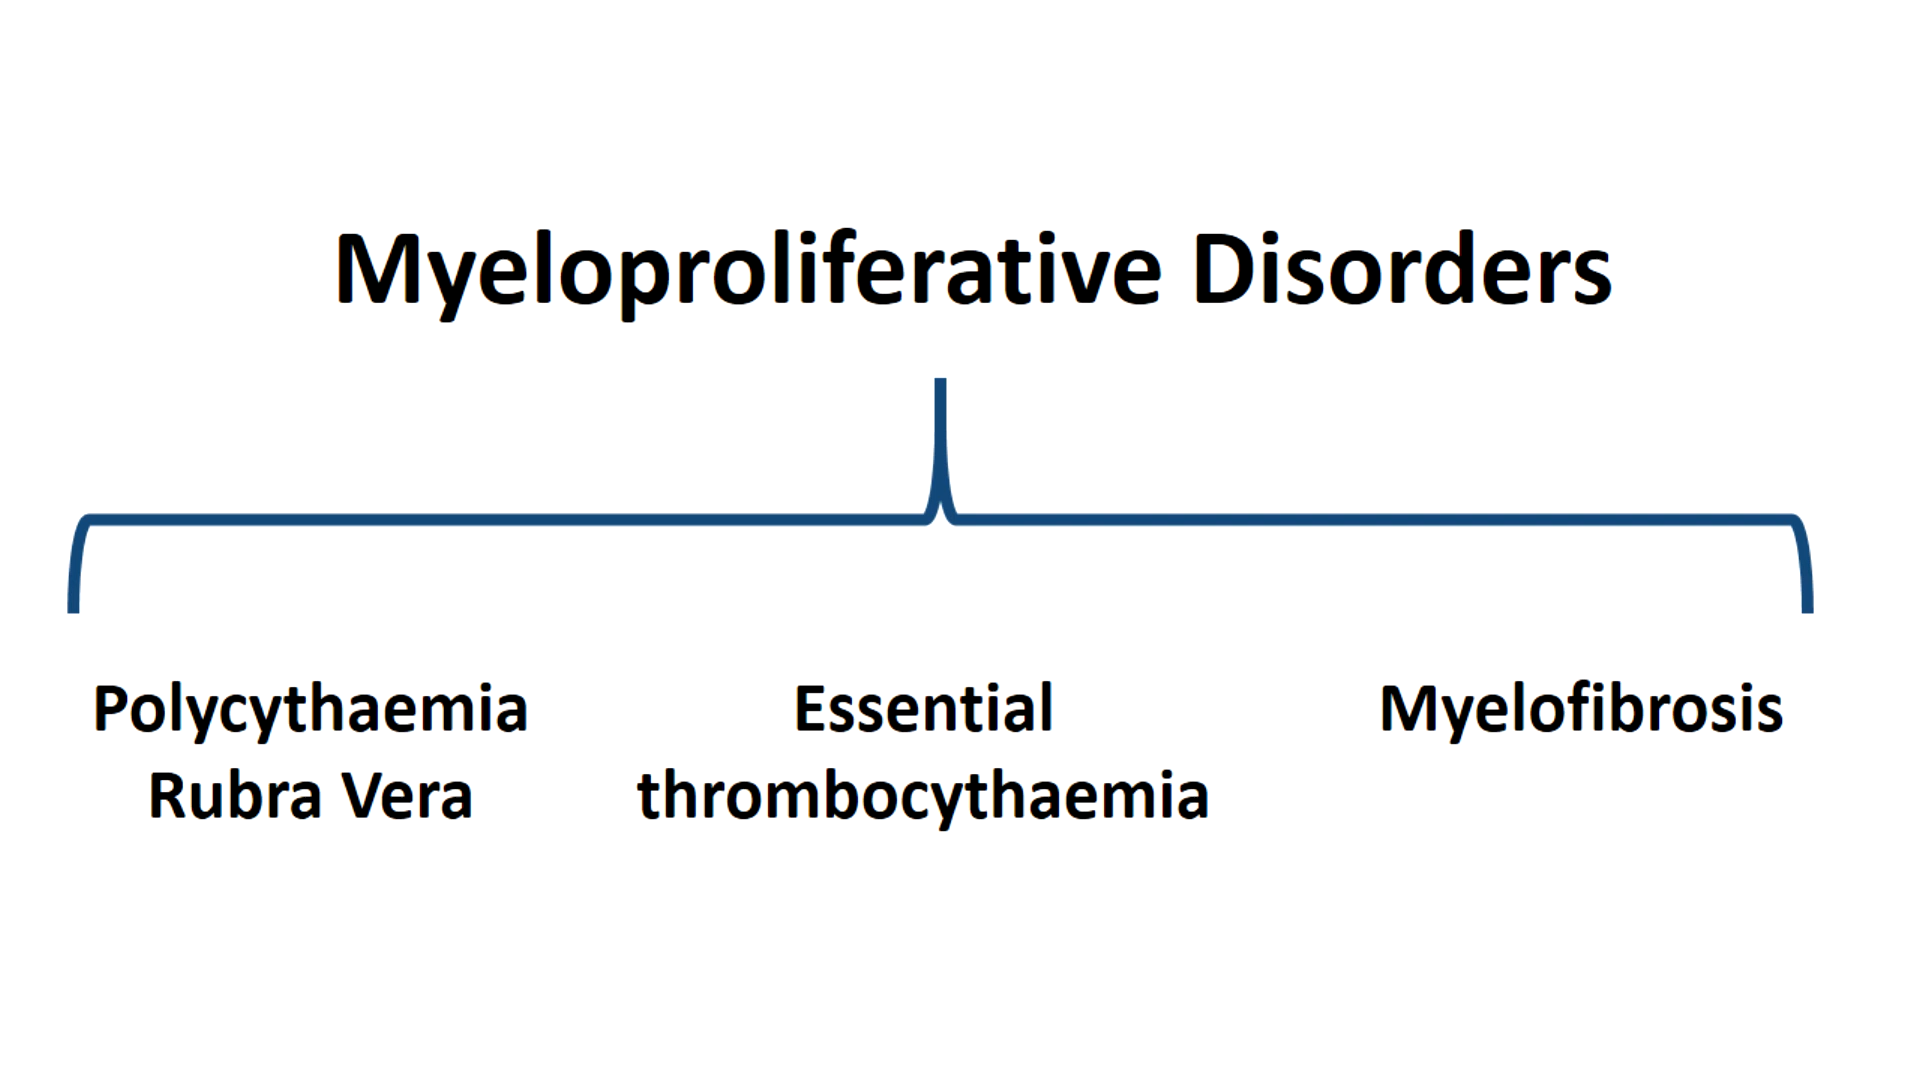 Myeloproliferative Disorders
Polycythaemia
Rubra Vera
Essential
thrombocythaemia
Myelofibrosis